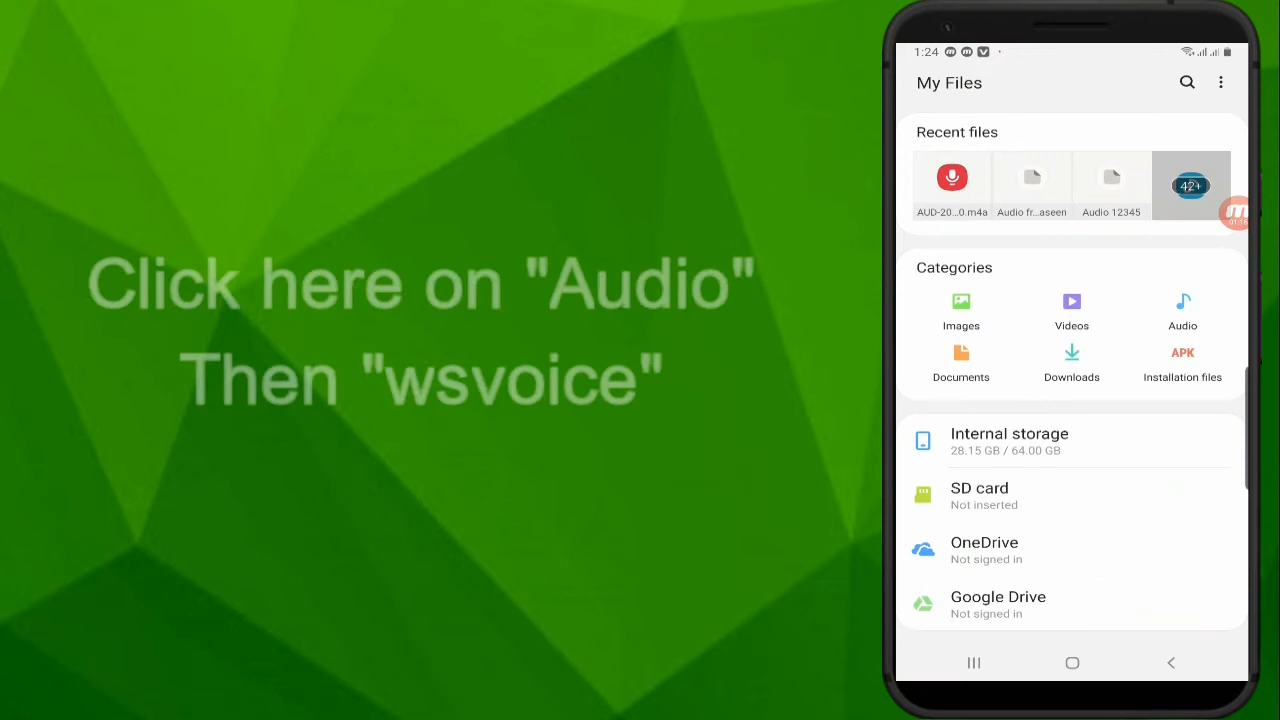 Click here on "Audio"
Then "wsvoice"
1:24
My Files
Recent files
AUD-20...0.m4a
Audio fr...aseen
Audio 12345
42+
Categories
Images
Videos
Audio
Documents
Downloads
APK
Installation files
Internal storage
28.15 GB / 64.00 GB
SD card
Not inserted
OneDrive
Not signed in
Google Drive
Not signed in